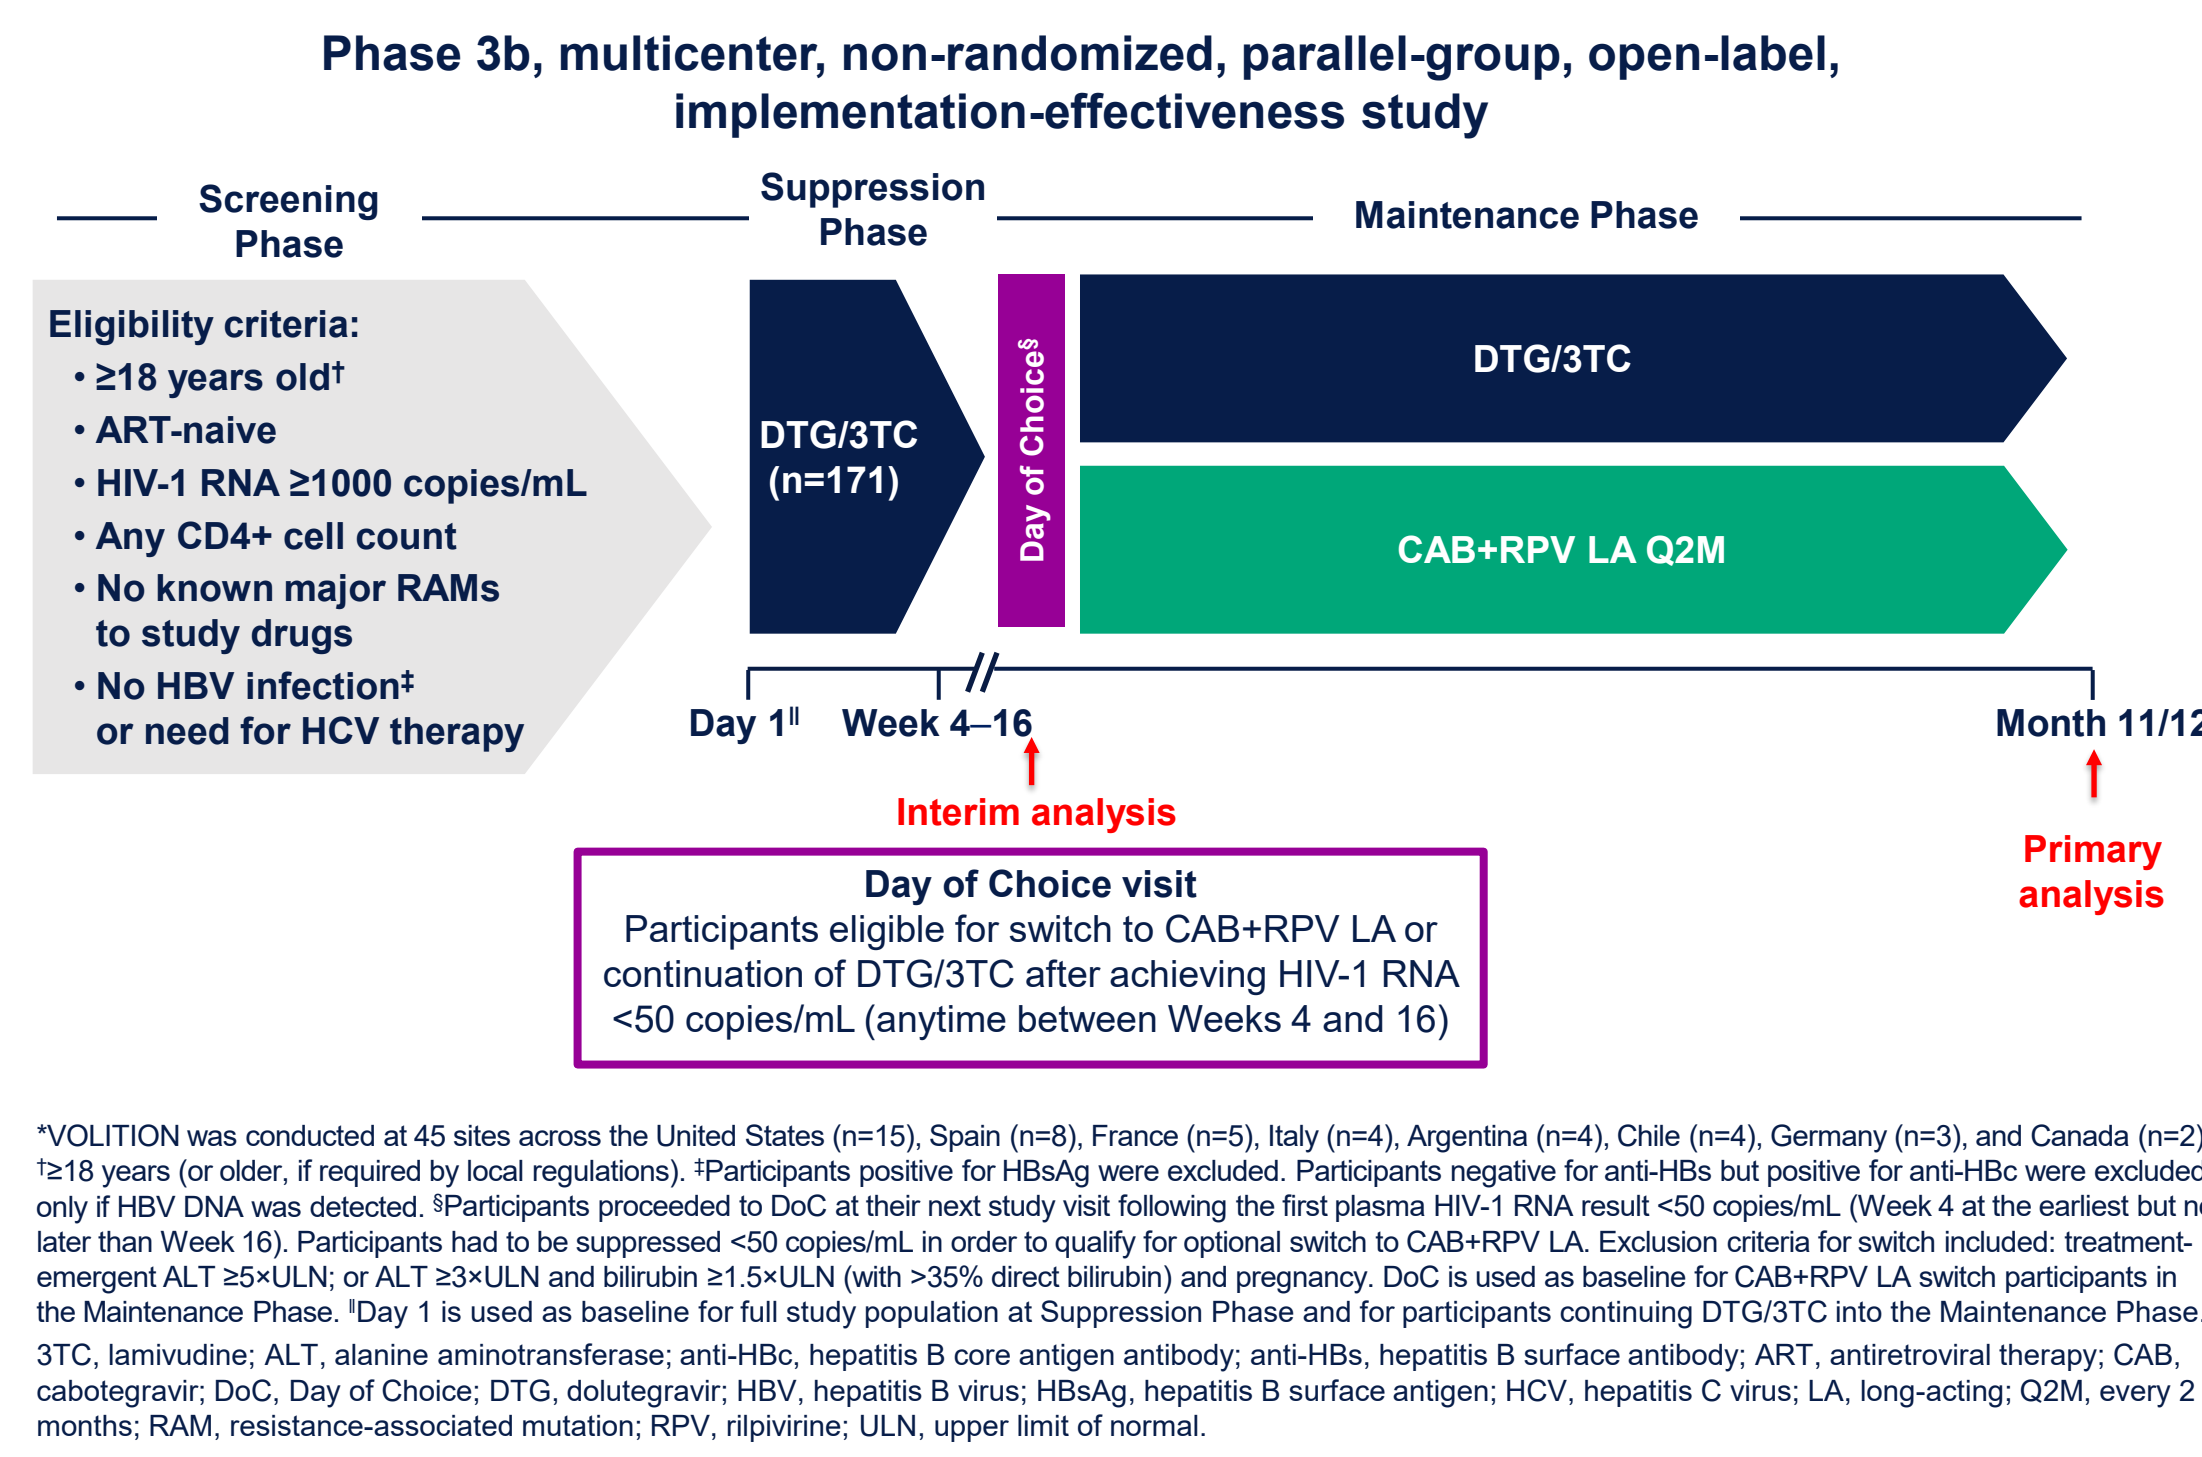 Phase 3b, multicenter, non-randomized, parallel-group, open-label,
implementation-effectiveness study
Screening
Phase
Suppression
Phase
Maintenance Phase
Eligibility criteria:
• ≥18 years old†
• ART-naive
• HIV-1 RNA ≥1000 copies/mL
• Any CD4+ cell count
• No known major RAMs
to study drugs
• No HBV infection‡
or need for HCV therapy
DTG/3TC
(n=171)
Day of Choice§
DTG/3TC
CAB+RPV LA Q2M
Day 1‖
Week 4–16
Month 11/12
Interim analysis
Primary
analysis
Day of Choice visit
Participants eligible for switch to CAB+RPV LA or
continuation of DTG/3TC after achieving HIV-1 RNA
<50 copies/mL (anytime between Weeks 4 and 16)
*VOLITION was conducted at 45 sites across the United States (n=15), Spain (n=8), France (n=5), Italy (n=4), Argentina (n=4), Chile (n=4), Germany (n=3), and Canada (n=2)
†≥18 years (or older, if required by local regulations). ‡Participants positive for HBsAg were excluded. Participants negative for anti-HBs but positive for anti-HBc were excluded
only if HBV DNA was detected. §Participants proceeded to DoC at their next study visit following the first plasma HIV-1 RNA result <50 copies/mL (Week 4 at the earliest but no
later than Week 16). Participants had to be suppressed <50 copies/mL in order to qualify for optional switch to CAB+RPV LA. Exclusion criteria for switch included: treatment-
emergent ALT ≥5×ULN; or ALT ≥3×ULN and bilirubin ≥1.5×ULN (with >35% direct bilirubin) and pregnancy. DoC is used as baseline for CAB+RPV LA switch participants in
the Maintenance Phase. ‖Day 1 is used as baseline for full study population at Suppression Phase and for participants continuing DTG/3TC into the Maintenance Phase.
3TC, lamivudine; ALT, alanine aminotransferase; anti-HBc, hepatitis B core antigen antibody; anti-HBs, hepatitis B surface antibody; ART, antiretroviral therapy; CAB,
cabotegravir; DoC, Day of Choice; DTG, dolutegravir; HBV, hepatitis B virus; HBsAg, hepatitis B surface antigen; HCV, hepatitis C virus; LA, long-acting; Q2M, every 2
months; RAM, resistance-associated mutation; RPV, rilpivirine; ULN, upper limit of normal.